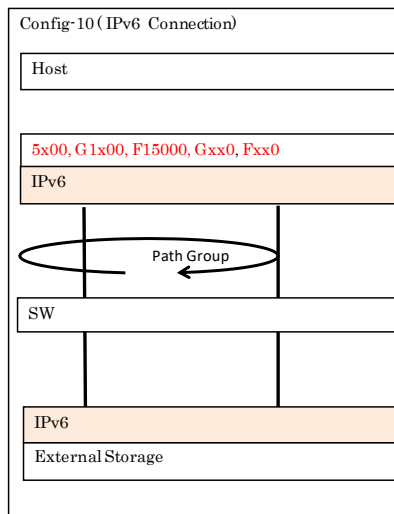 Config-10(IPv6 Connection)
Host
5x00, G1x00, F15000, Gxx0, Fxx0
IPv6
Path Group
SW
IPv6
External Storage